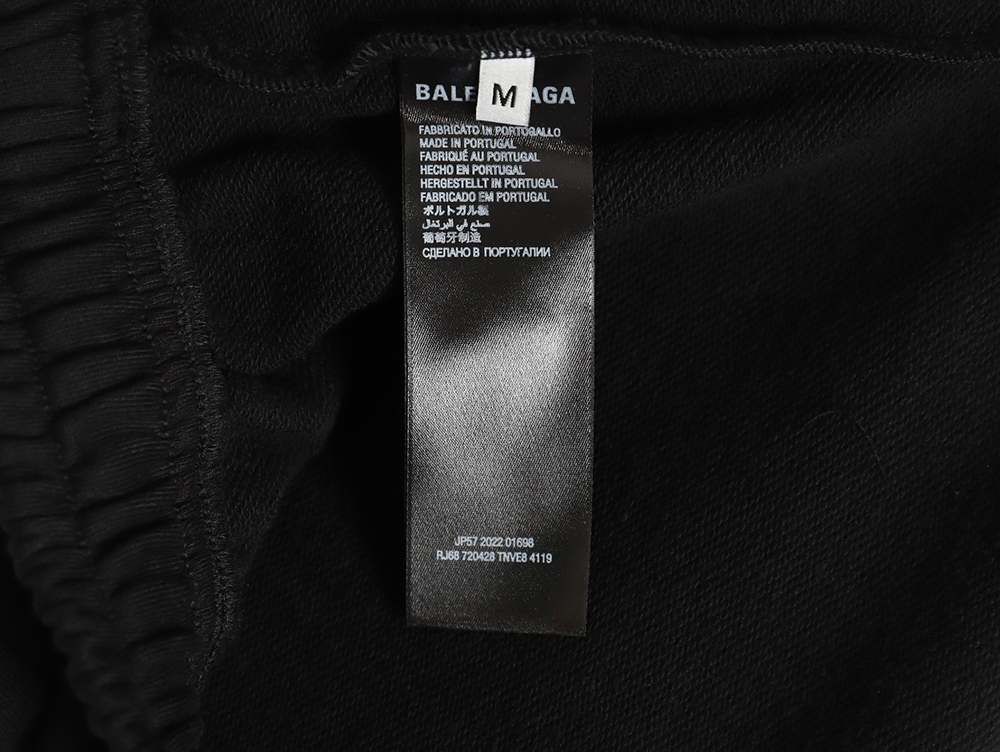 BALE AGA
M
FABBRICATO IN PORTOGALLO
MADE IN PORTUGAL
FABRIQUÉ AU PORTUGAL
HECHO EN PORTUGAL
HERGESTELLT IN PORTUGAL
FABRICADO EM PORTUGAL
ポルトガル製
صنع في البرتغال
葡萄牙制造
СДЕЛАНО В ПОРТУГАЛИИ
JP57 2022 01698
RJ68 720428 TNVE8 4119